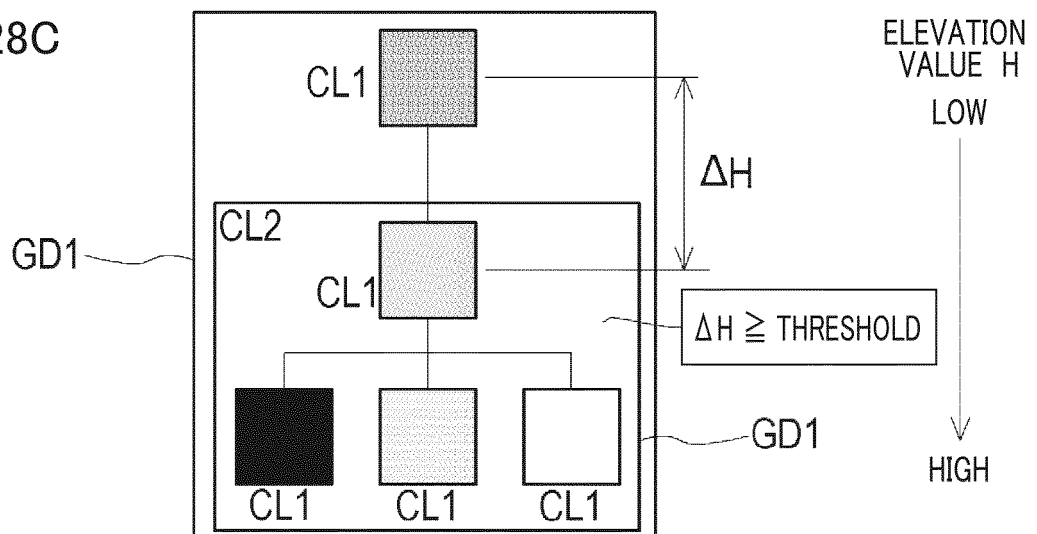 28C
ELEVATION
VALUE H
LOW
CL1
ΔH
CL2
GD1
CL1
ΔH ≧ THRESHOLD
GD1
HIGH
CL1 CL1 CL1